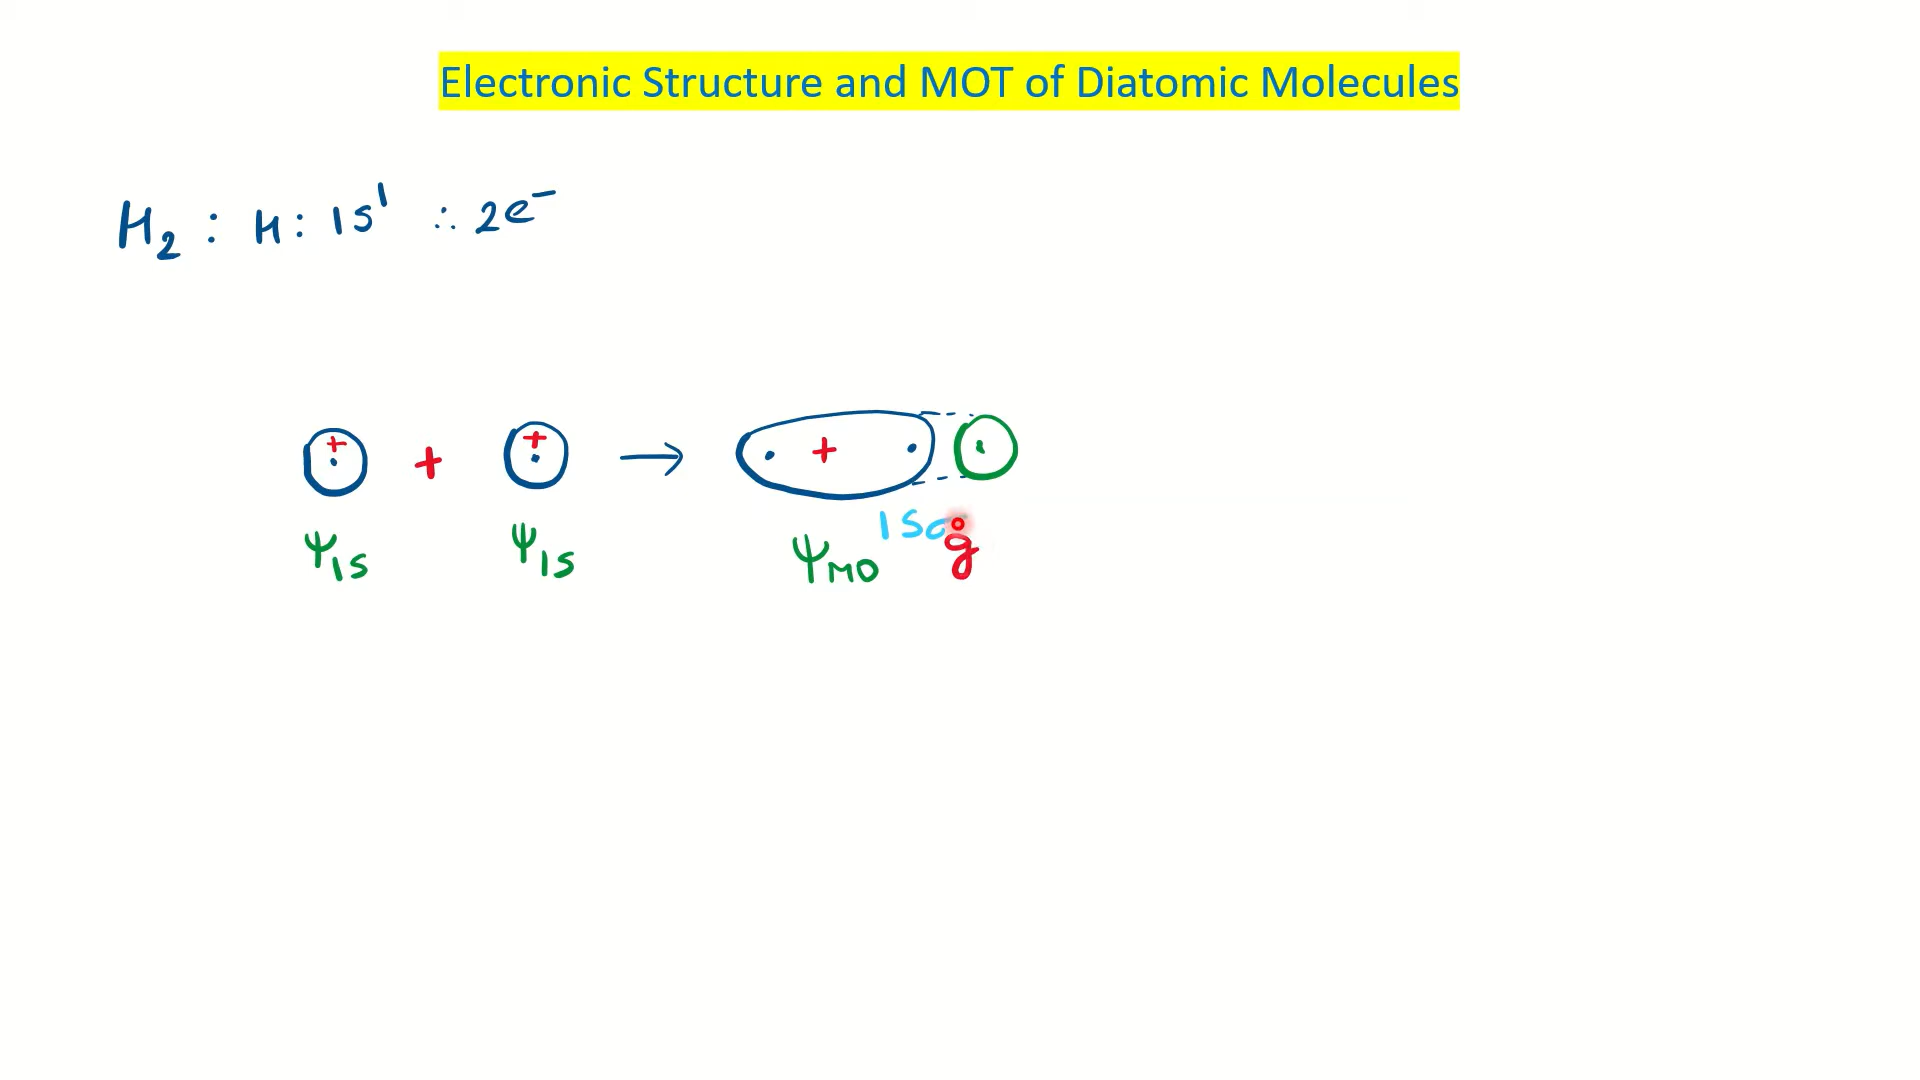 Electronic Structure and MOT of Diatomic Molecules
H₂ : H : 1s¹ ∴ 2e⁻
+ + + → +
Ψ1s Ψ1s ΨMO 1sσg